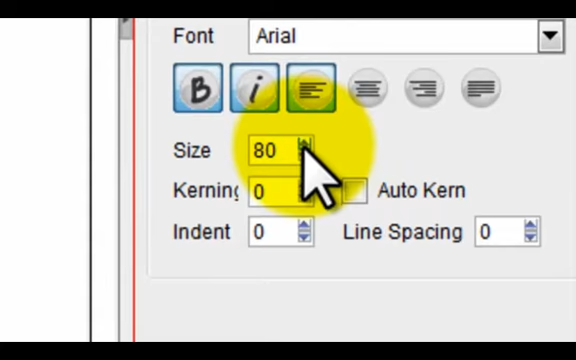 Font Arial
B i
Size 80
Kerning 0 Auto Kern
Indent 0 Line Spacing 0